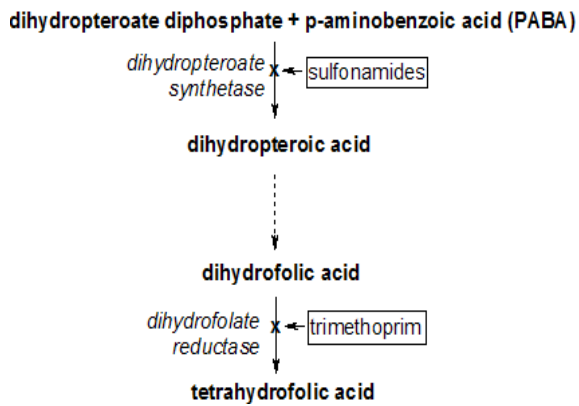 dihydropteroate diphosphate + p-aminobenzoic acid (PABA)
dihydropteroate
synthetase
x
sulfonamides
dihydropteroic acid
dihydrofolic acid
dihydrofolate
reductase
x
trimethoprim
tetrahydrofolic acid